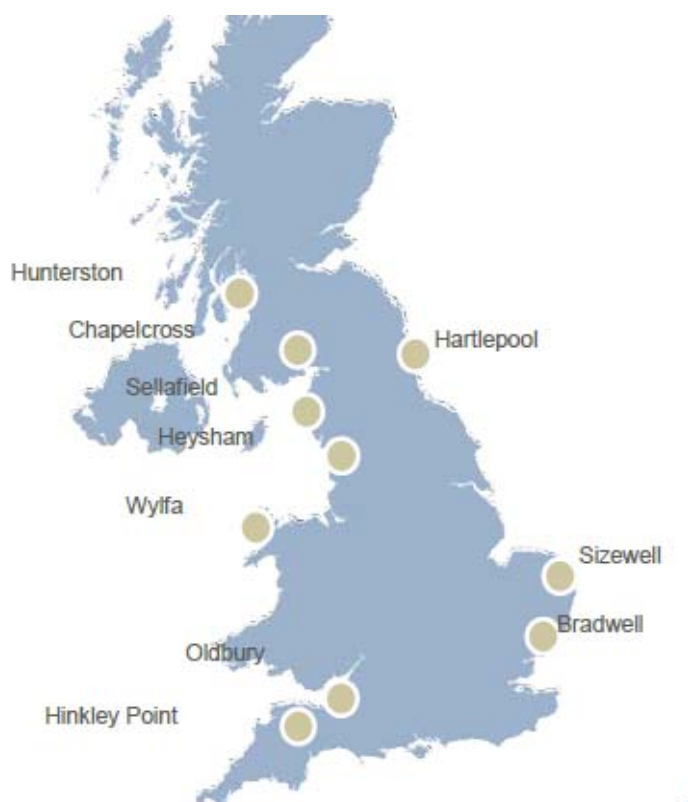 Hunterston
Chapelcross
Hartlepool
Sellafield
Heysham
Wylfa
Sizewell
Bradwell
Oldbury
Hinkley Point